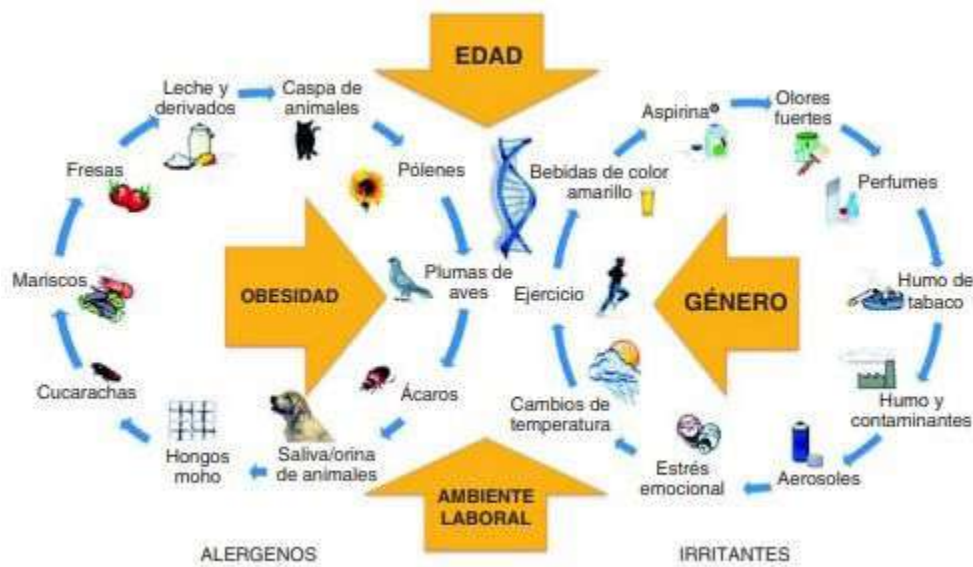 EDAD
Leche y
derivados
Caspa de
animales
Pólenes
Plumas de
aves
Ácaros
Saliva/orina
de animales
Hongos
moho
Cucarachas
Mariscos
Fresas
OBESIDAD
ALERGENOS
Aspirina®
Olores
fuertes
Perfumes
Humo de
tabaco
Humo y
contaminantes
Aerosoles
Estrés
emocional
Cambios de
temperatura
Ejercicio
Bebidas de color
amarillo
GÉNERO
AMBIENTE
LABORAL
IRRITANTES